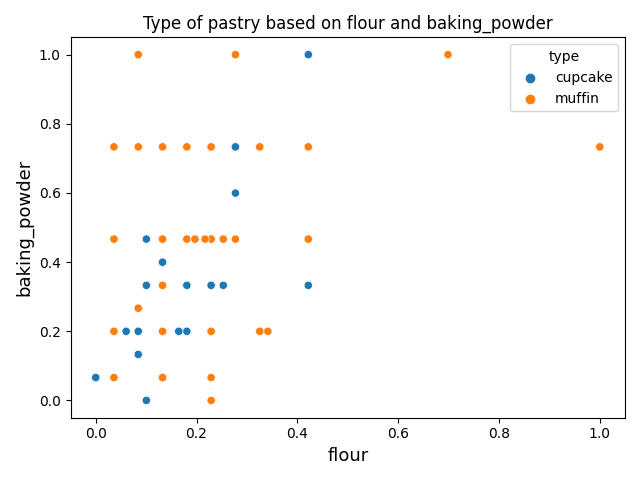 Type of pastry based on flour and baking_powder
type
cupcake
muffin
baking_powder
1.0
0.8
0.6
0.4
0.2
0.0
0.0 0.2 0.4 0.6 0.8 1.0
flour